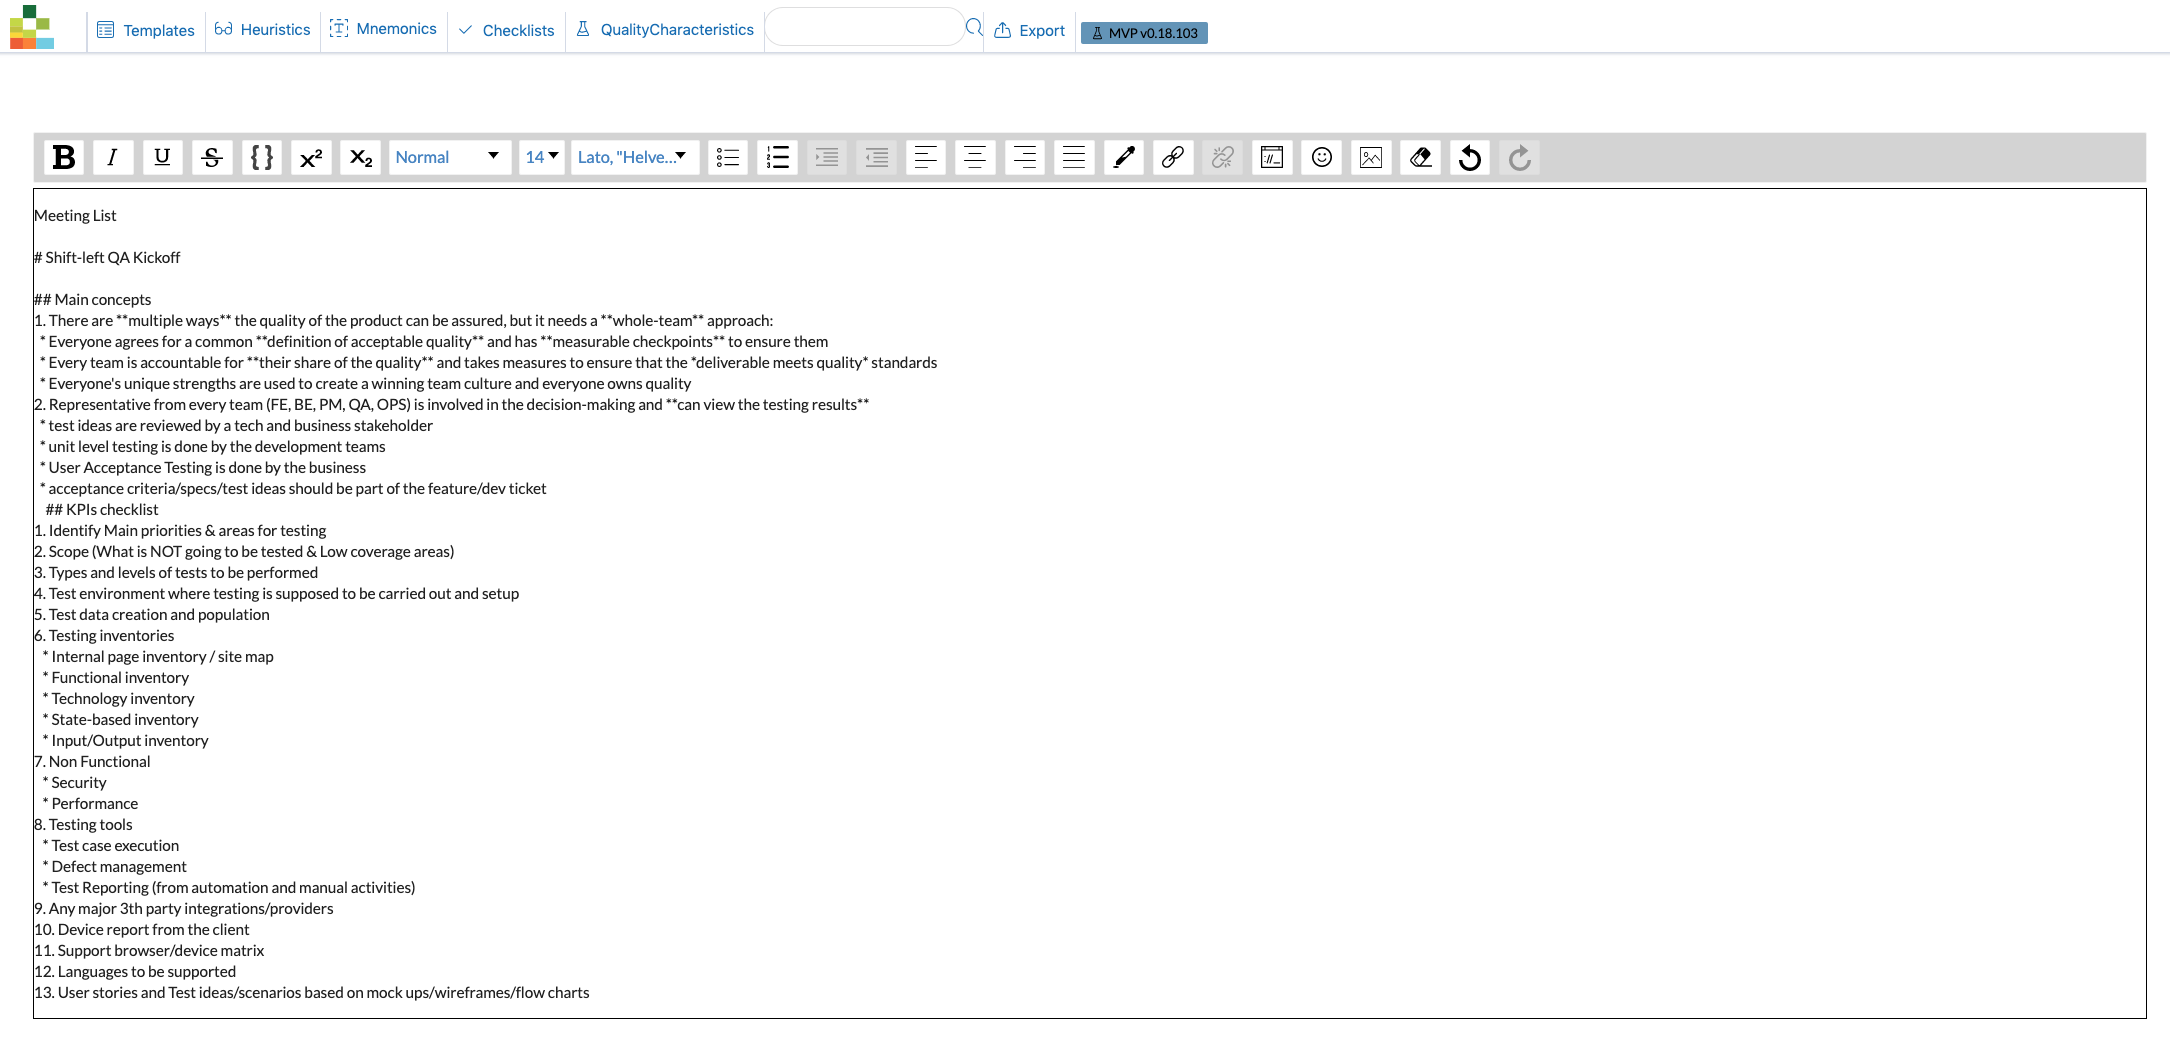 Templates Heuristics Mnemonics Checklists QualityCharacteristics Export MVP v0.18.103
B I U S {} x² x₂ Normal 14 Lato, "Helve...
Meeting List
# Shift-left QA Kickoff
## Main concepts
1. There are **multiple ways** the quality of the product can be assured, but it needs a **whole-team** approach:
* Everyone agrees for a common **definition of acceptable quality** and has **measurable checkpoints** to ensure them
* Every team is accountable for **their share of the quality** and takes measures to ensure that the *deliverable meets quality* standards
* Everyone's unique strengths are used to create a winning team culture and everyone owns quality
2. Representative from every team (FE, BE, PM, QA, OPS) is involved in the decision-making and **can view the testing results**
* test ideas are reviewed by a tech and business stakeholder
* unit level testing is done by the development teams
* User Acceptance Testing is done by the business
* acceptance criteria/specs/test ideas should be part of the feature/dev ticket
## KPIs checklist
1. Identify Main priorities & areas for testing
2. Scope (What is NOT going to be tested & Low coverage areas)
3. Types and levels of tests to be performed
4. Test environment where testing is supposed to be carried out and setup
5. Test data creation and population
6. Testing inventories
* Internal page inventory / site map
* Functional inventory
* Technology inventory
* State-based inventory
* Input/Output inventory
7. Non Functional
* Security
* Performance
8. Testing tools
* Test case execution
* Defect management
* Test Reporting (from automation and manual activities)
9. Any major 3th party integrations/providers
10. Device report from the client
11. Support browser/device matrix
12. Languages to be supported
13. User stories and Test ideas/scenarios based on mock ups/wireframes/flow charts